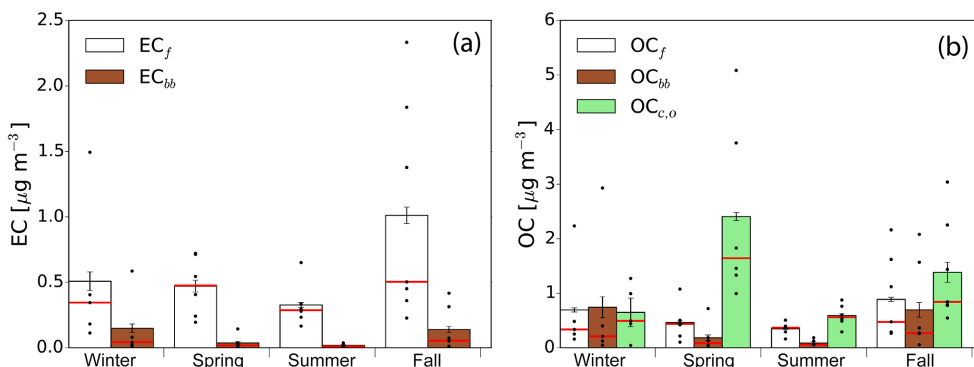 (a)
EC_f
EC_bb
EC [µg m⁻³]
2.5
2.0
1.5
1.0
0.5
0.0
Winter Spring Summer Fall
(b)
OC_f
OC_bb
OC_c,o
OC [µg m⁻³]
6
5
4
3
2
1
0
Winter Spring Summer Fall